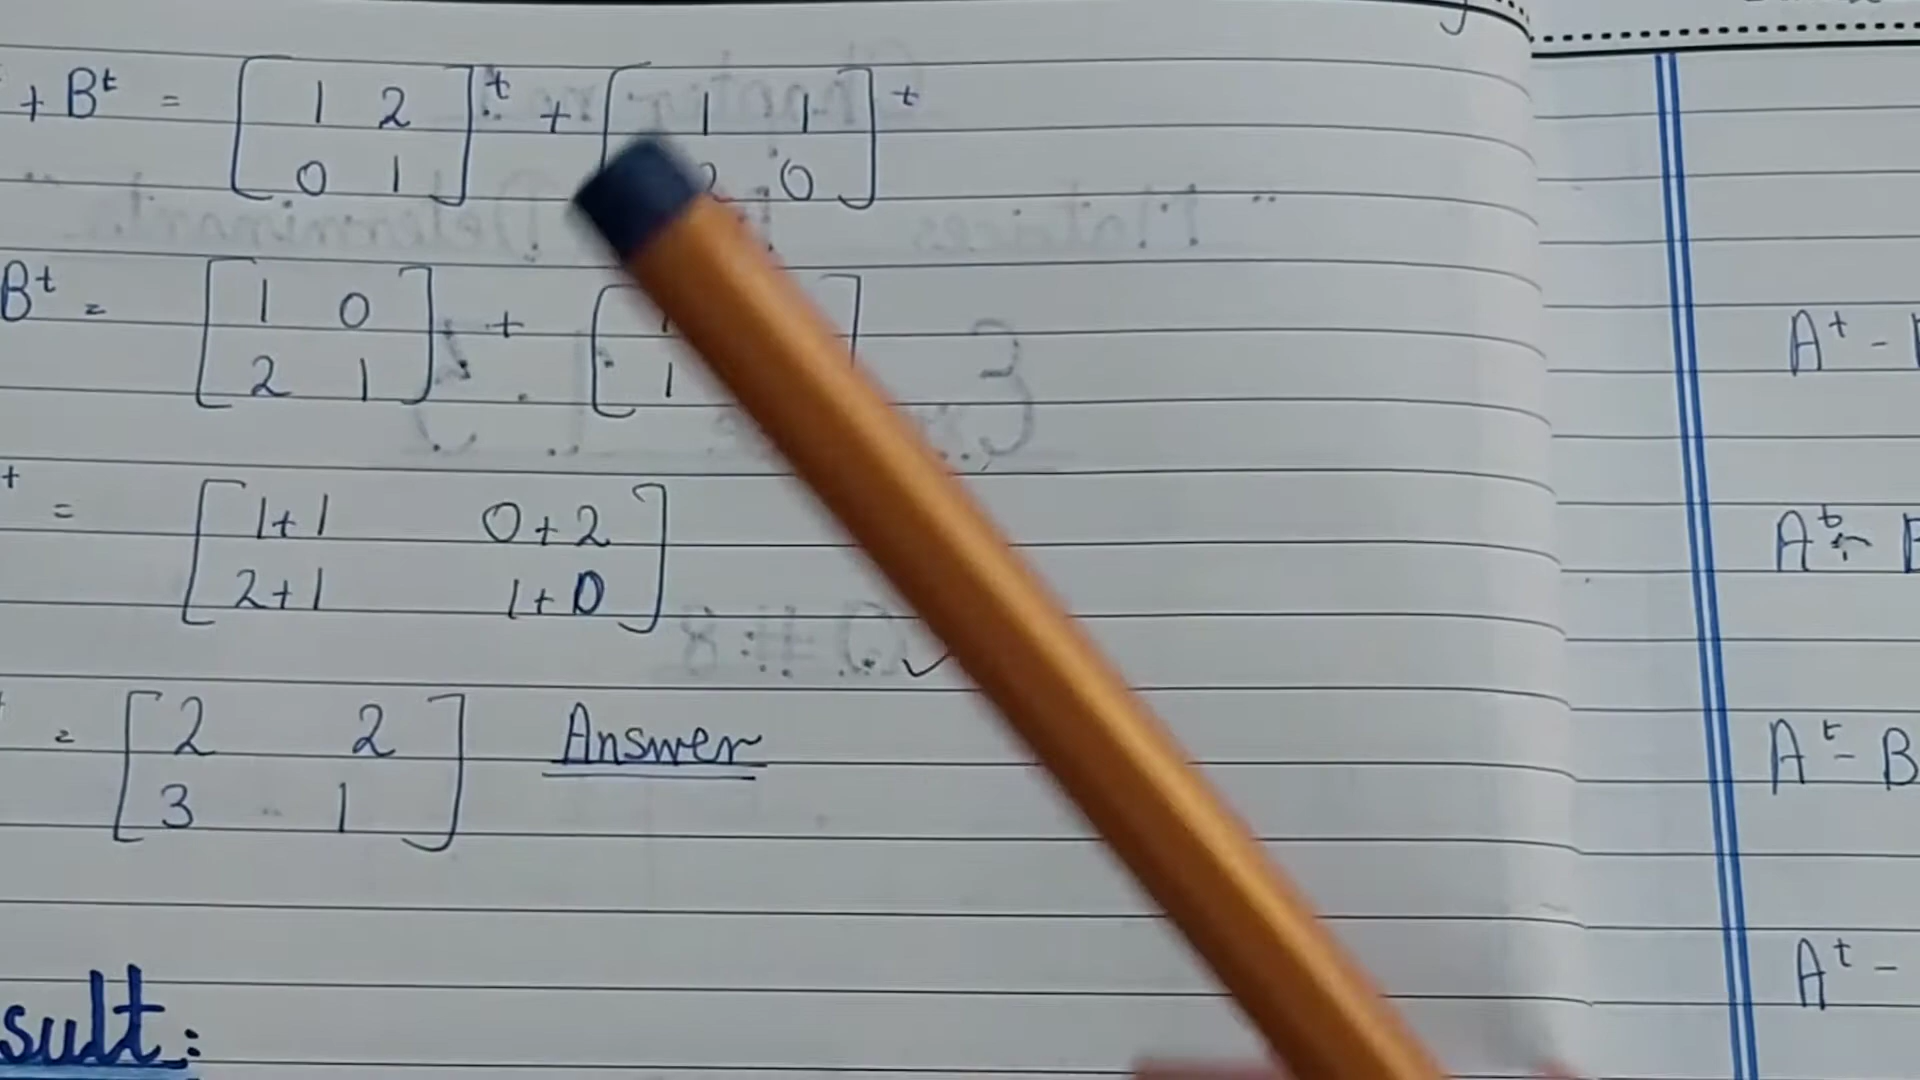 + Bᵗ = [ 1 2 ]ᵗ + [ 1 1 ]ᵗ
0 1 2 0
Bᵗ = [ 1 0 ] + [
2 1 1
t = [ 1+1 0+2 ]
2+1 1+0
= [ 2 2 ] Answer
3 1
sult:
Aᵗ -
Aᵗ -
Aᵗ - B
Aᵗ -